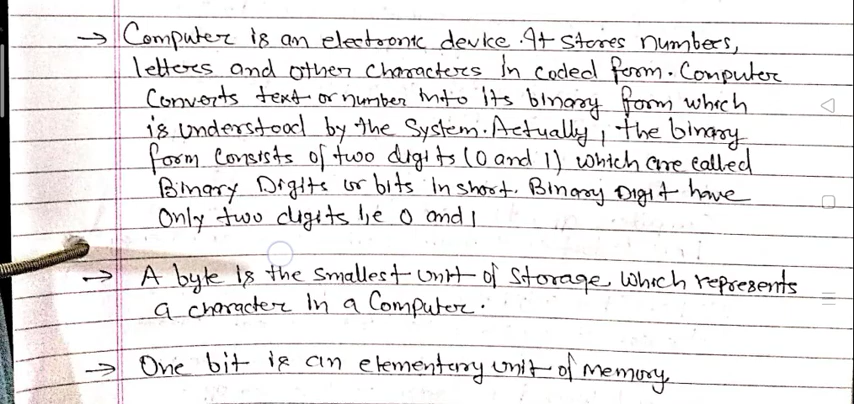 → Computer is an electronic device. It stores numbers,
letters and other characters in coded form. Computer
Converts text or number into its binary form which
is understood by the System. Actually, the binary
form Consists of two digits (0 and 1) which are called
Binary Digits or bits in short. Binary Digit have
Only two digits i,e 0 and 1
→ A byte is the smallest unit of storage which represents
a character in a Computer.
→ One bit is an elementary unit of memory.